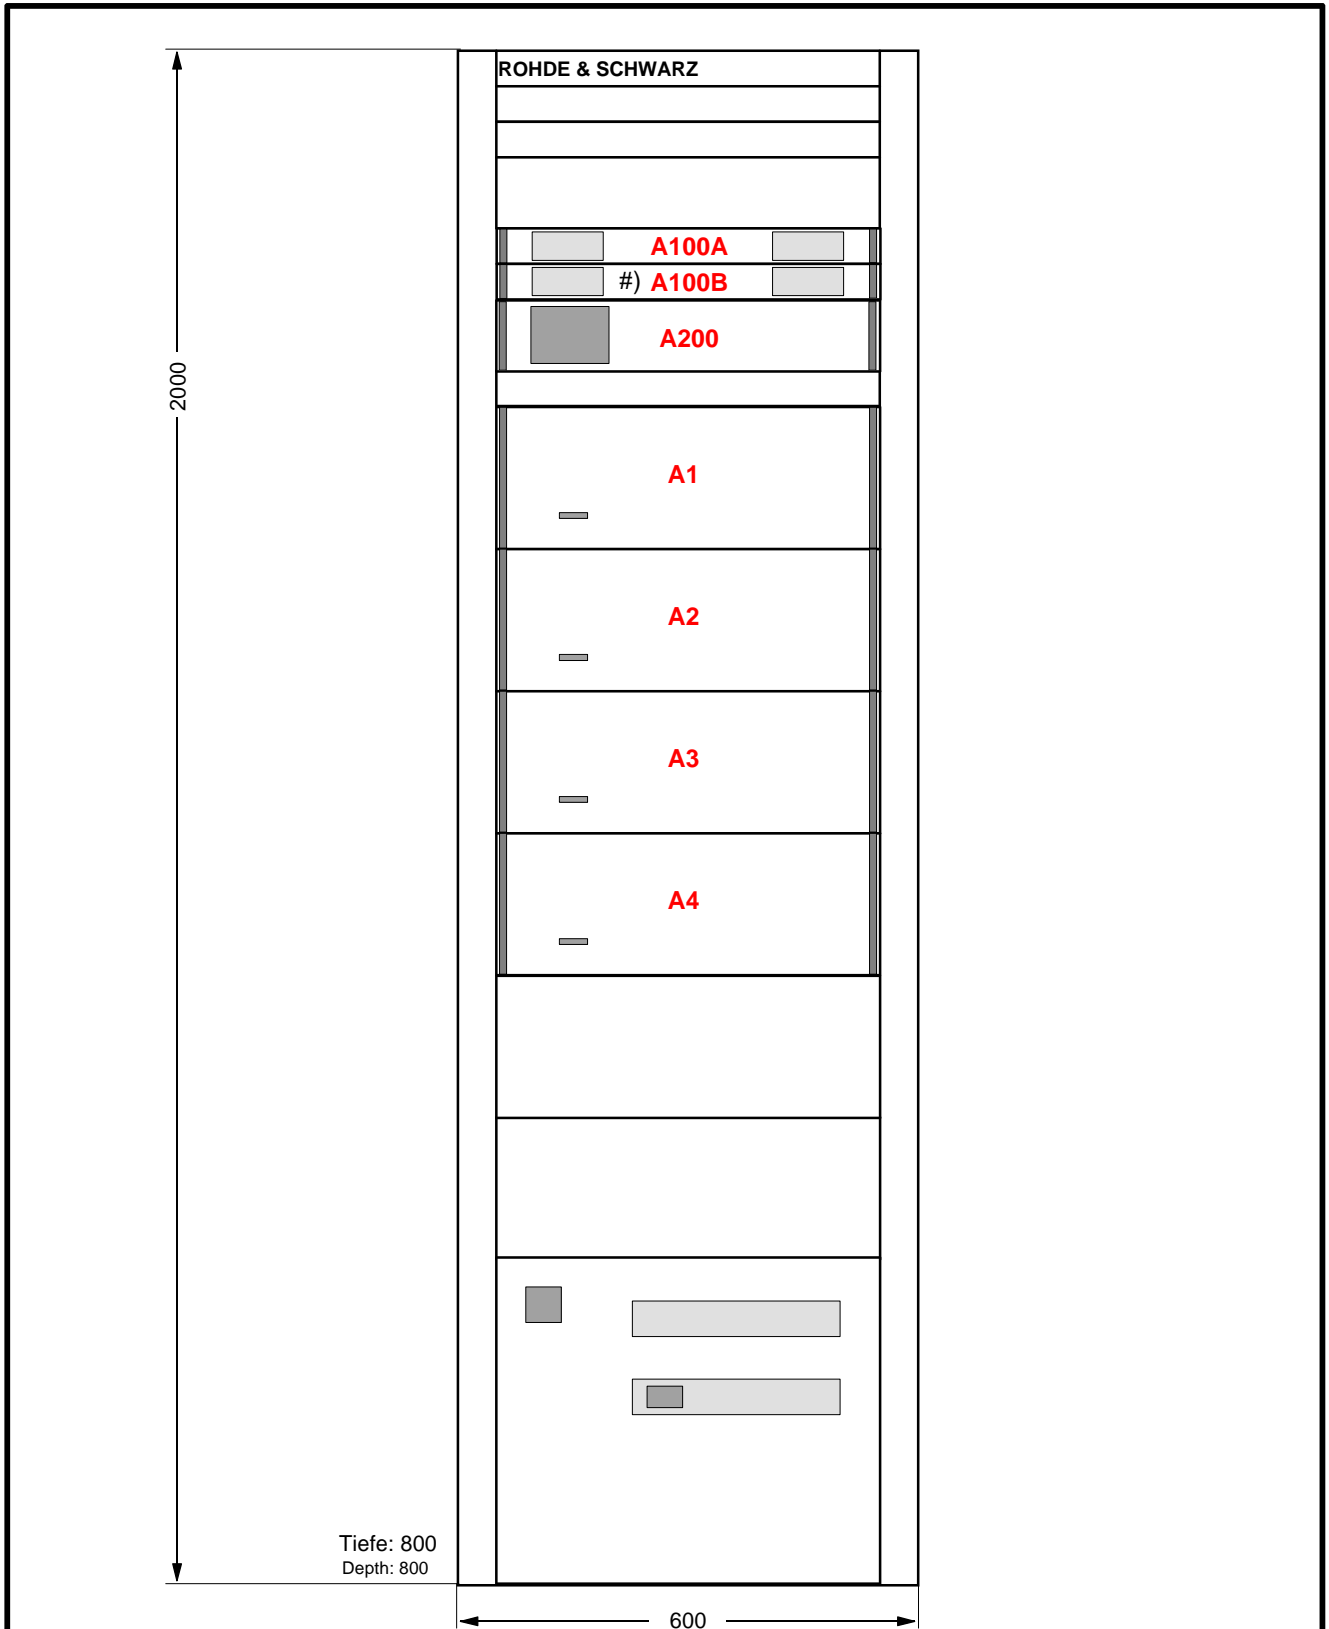 ROHDE & SCHWARZ
A100A
#) A100B
A200
2000
A1
A2
A3
A4
Tiefe: 800
Depth: 800
600